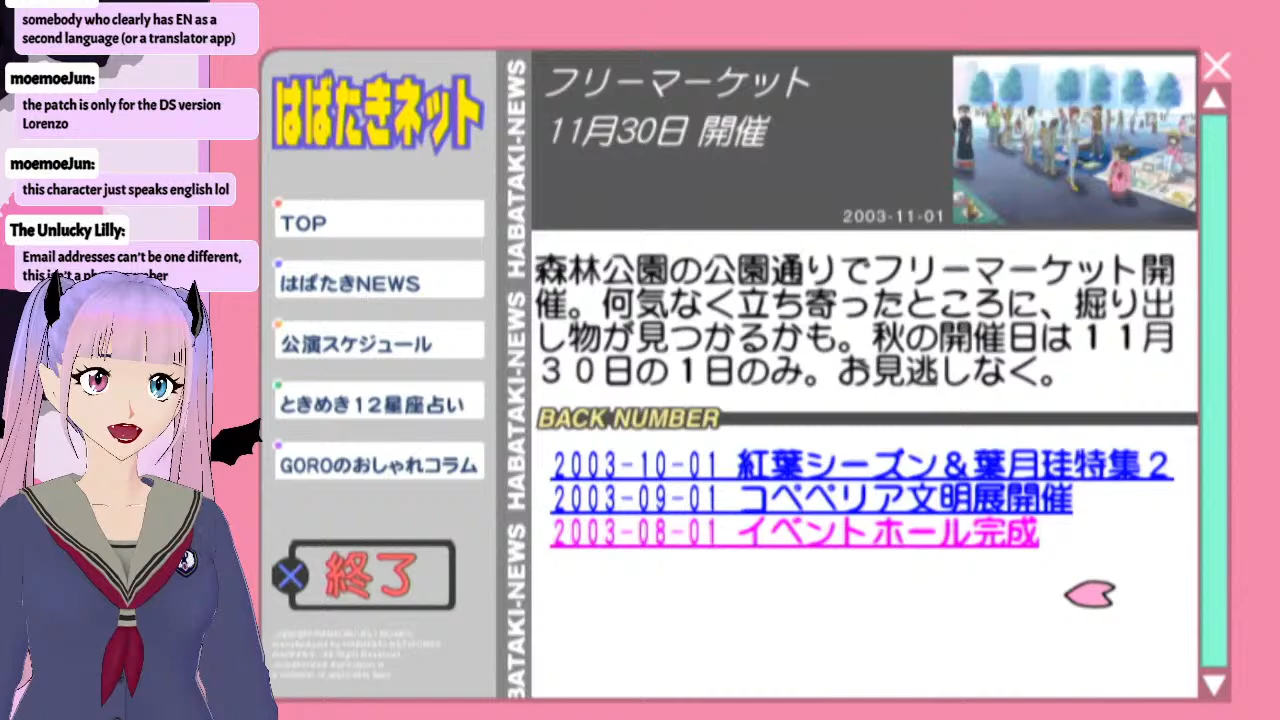 somebody who clearly has EN as a
second language (or a translator app)
moemoeJun:
the patch is only for the DS version
Lorenzo
moemoeJun:
this character just speaks english lol
The Unlucky Lilly:
Email addresses can't be one different,
this isn't a phone number
はばたきネット
TOP
はばたきNEWS
公演スケジュール
ときめき12星座占い
GOROのおしゃれコラム
終了
HABATAKI-NEWS HABATAKI-NEWS HABATAKI-NEWS
フリーマーケット
11月30日 開催
2003-11-01
森林公園の公園通りでフリーマーケット開
催。何気なく立ち寄ったところに、掘り出
し物が見つかるかも。秋の開催日は１１月
３０日の１日のみ。お見逃しなく。
BACK NUMBER
2003-10-01 紅葉シーズン＆葉月珪特集２
2003-09-01 コペペリア文明展開催
2003-08-01 イベントホール完成